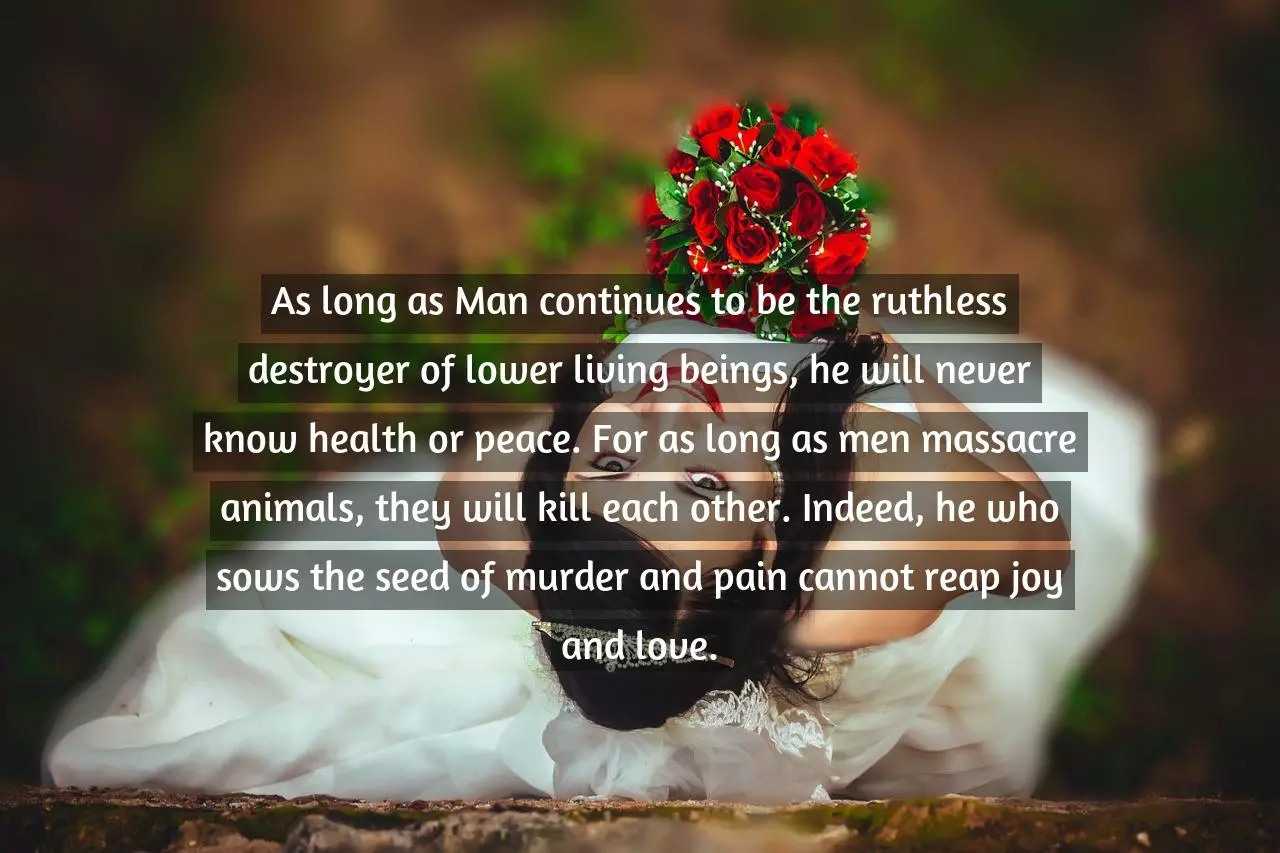 As long as Man continues to be the ruthless
destroyer of lower living beings, he will never
know health or peace. For as long as men massacre
animals, they will kill each other. Indeed, he who
sows the seed of murder and pain cannot reap joy
and love.